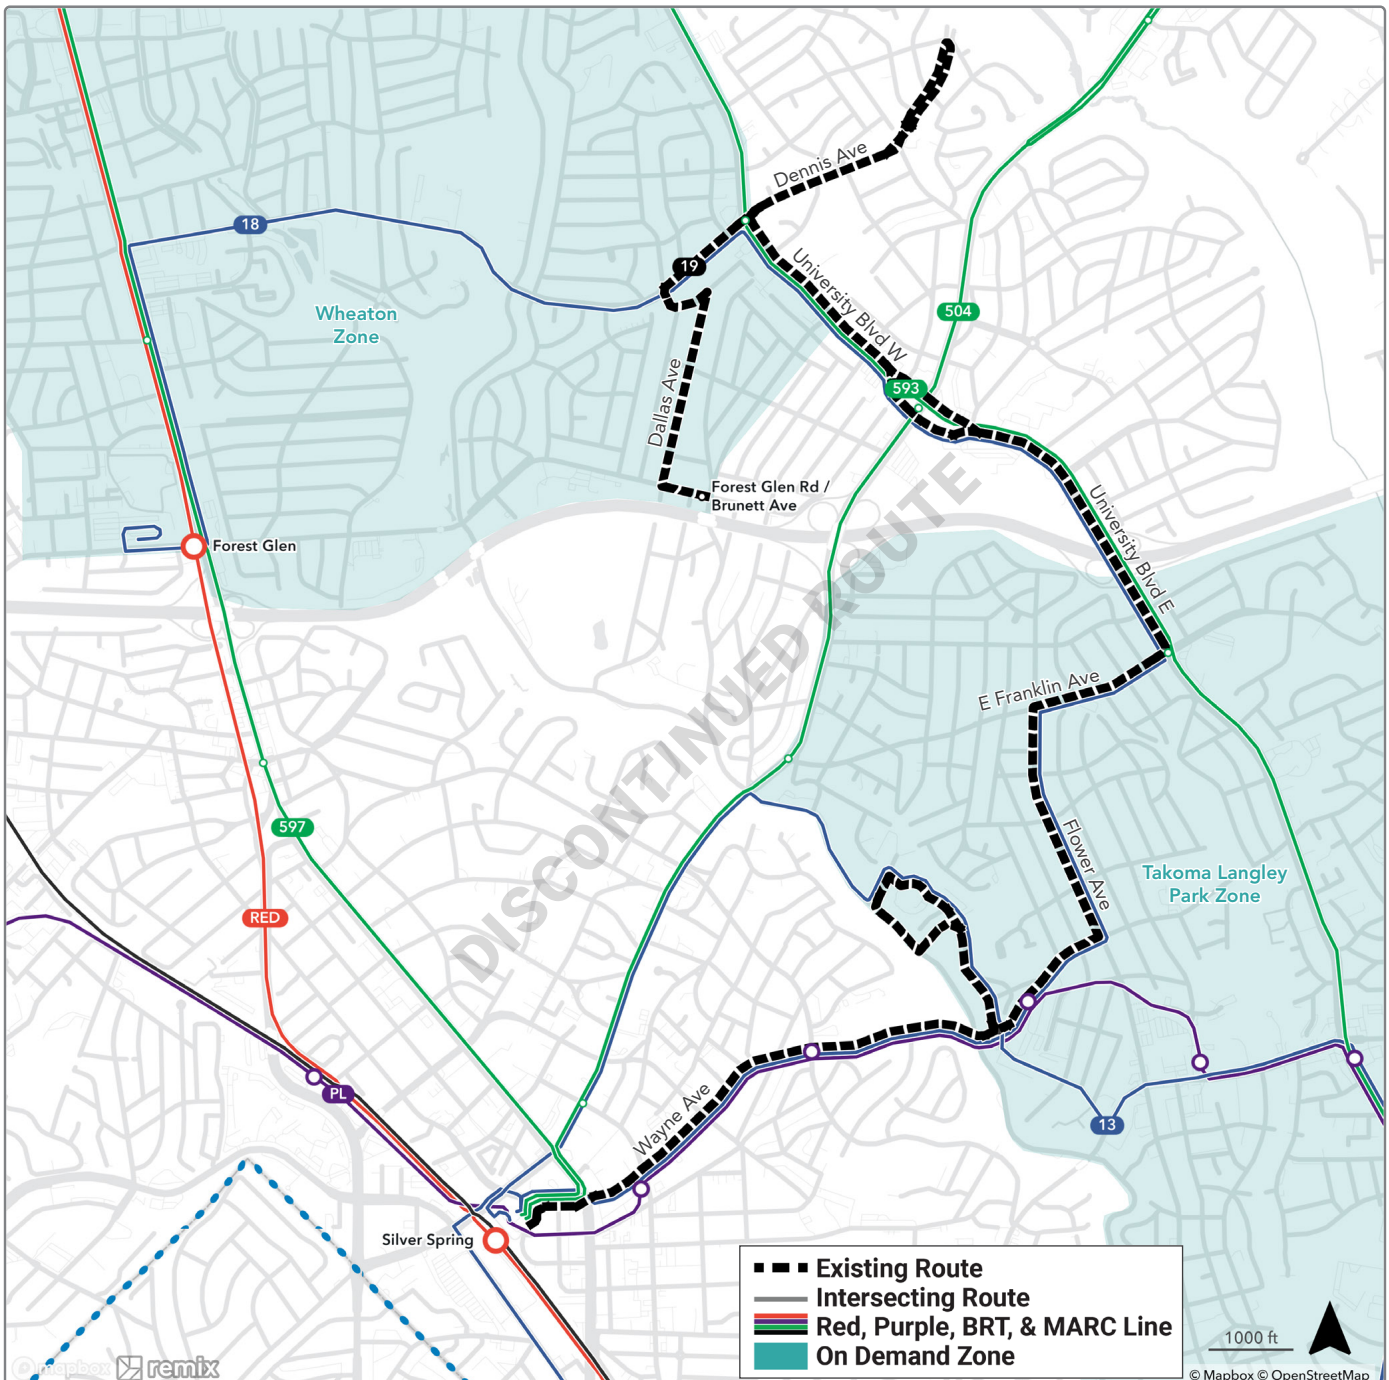 Dennis Ave
18
19
University Blvd W
504
Wheaton
Zone
593
Dallas Ave
Forest Glen Rd /
Brunett Ave
University Blvd E
Forest Glen
DISCONTINUED ROUTE
E Franklin Ave
597
Flower Ave
Takoma Langley
Park Zone
RED
PL
Wayne Ave
13
Silver Spring
Existing Route
Intersecting Route
Red, Purple, BRT, & MARC Line
On Demand Zone
1000 ft
mapbox remix
© Mapbox © OpenStreetMap